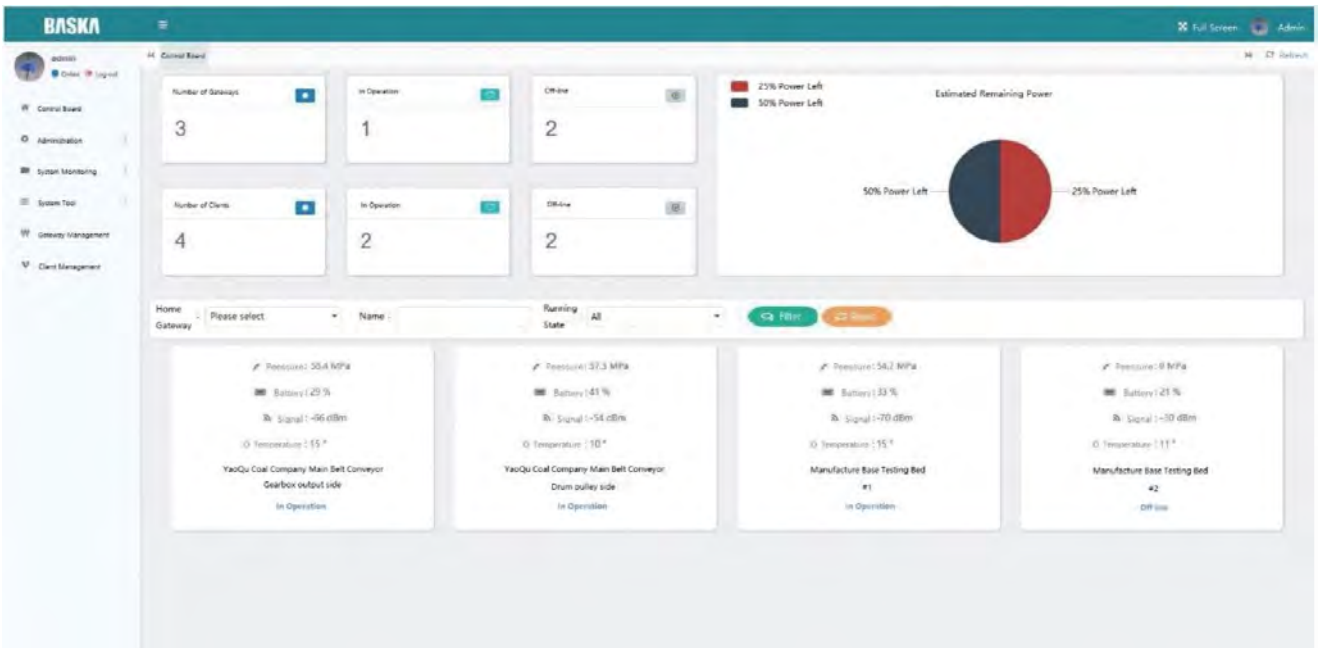 BASKA
Full Screen
Admin
admin
Control Board
Refresh
Control Board
Administration
System Monitoring
System Tool
Gateway Management
Client Management
Number of Gateways
3
In Operation
1
Off-line
2
Number of Clients
4
In Operation
2
Off-line
2
25% Power Left
50% Power Left
Estimated Remaining Power
50% Power Left
25% Power Left
Home Gateway :
Please select
Name :
Running State
All
Filter
Pressure: 58.4 MPa
Battery : 29 %
Signal : -66 dBm
Temperature : 15 °
YaoQu Coal Company Main Belt Conveyor
Gearbox output side
In Operation
Pressure: 57.3 MPa
Battery : 41 %
Signal : -54 dBm
Temperature : 10 °
YaoQu Coal Company Main Belt Conveyor
Drum pulley side
In Operation
Pressure: 54.2 MPa
Battery : 33 %
Signal : -70 dBm
Temperature : 15 °
Manufacture Base Testing Bed
#1
In Operation
Pressure: 0 MPa
Battery : 21 %
Signal : -30 dBm
Temperature : 11 °
Manufacture Base Testing Bed
#2
Off-line